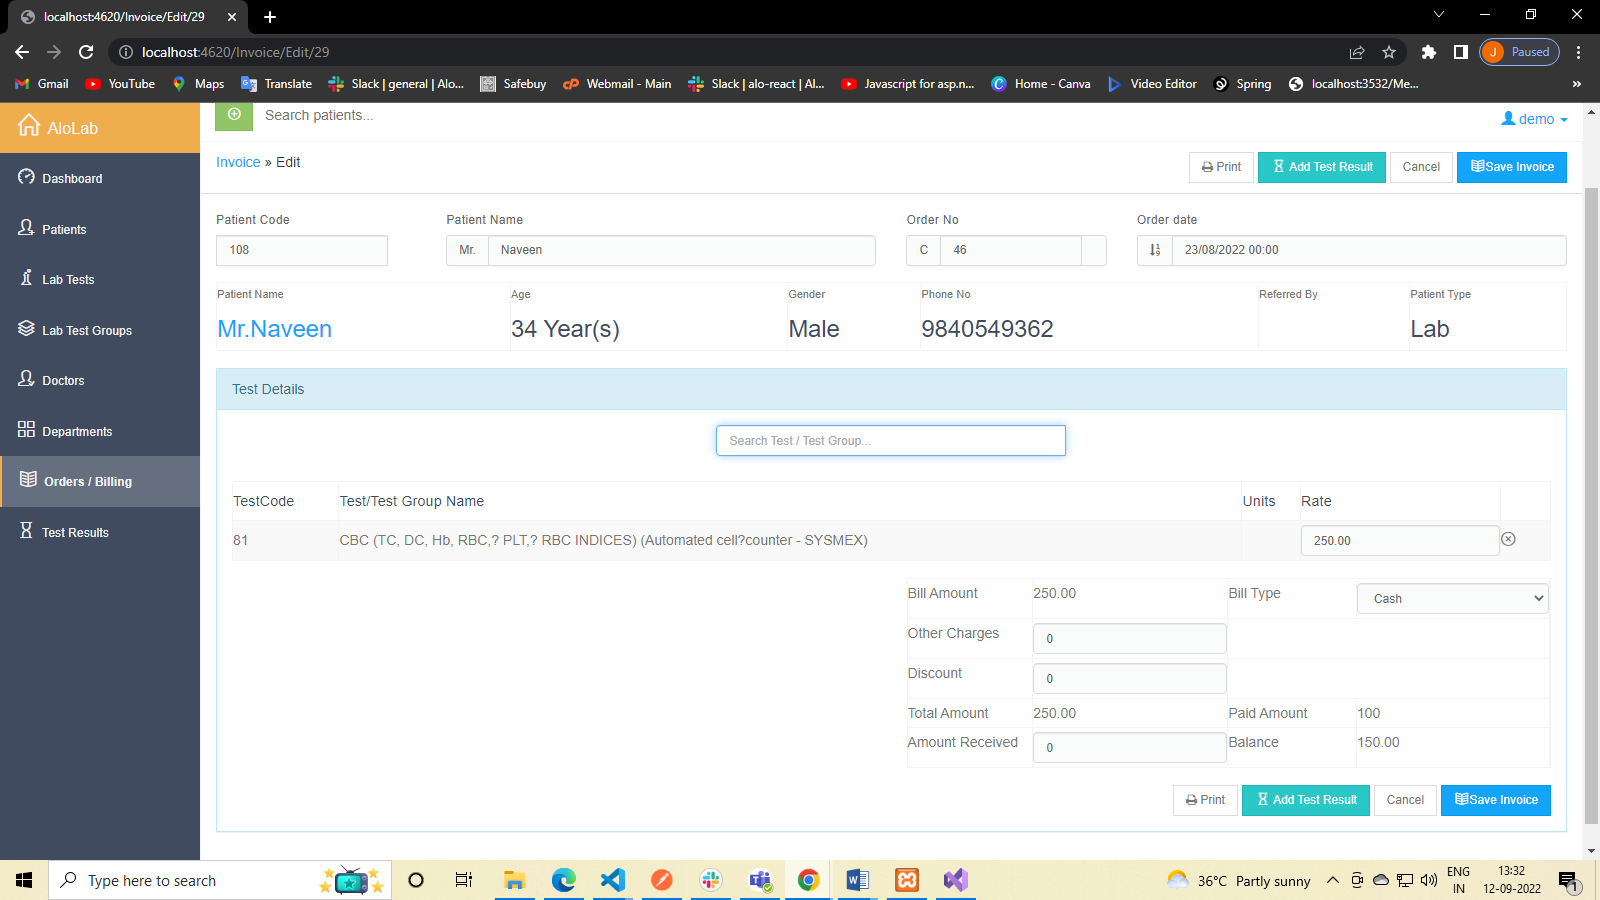 localhost:4620/Invoice/Edit/29
localhost:4620/Invoice/Edit/29
Paused
J
Gmail YouTube Maps Translate Slack | general | Alo... Safebuy Webmail - Main Slack | alo-react | Al... Javascript for asp.n... Home - Canva Video Editor Spring localhost:3532/Me... »
AloLab
Search patients...
demo
Invoice » Edit
Print Add Test Result Cancel Save Invoice
Dashboard
Patients
Lab Tests
Lab Test Groups
Doctors
Departments
Orders / Billing
Test Results
Patient Code Patient Name Order No Order date
108 Mr. Naveen C 46 23/08/2022 00:00
Patient Name Age Gender Phone No Referred By Patient Type
Mr.Naveen 34 Year(s) Male 9840549362 Lab
Test Details
Search Test / Test Group...
TestCode Test/Test Group Name Units Rate
81 CBC (TC, DC, Hb, RBC,? PLT,? RBC INDICES) (Automated cell?counter - SYSMEX) 250.00
Bill Amount 250.00 Bill Type Cash
Other Charges 0
Discount 0
Total Amount 250.00 Paid Amount 100
Amount Received 0 Balance 150.00
Print Add Test Result Cancel Save Invoice
Type here to search
36°C Partly sunny
ENG
IN
13:32
12-09-2022
1